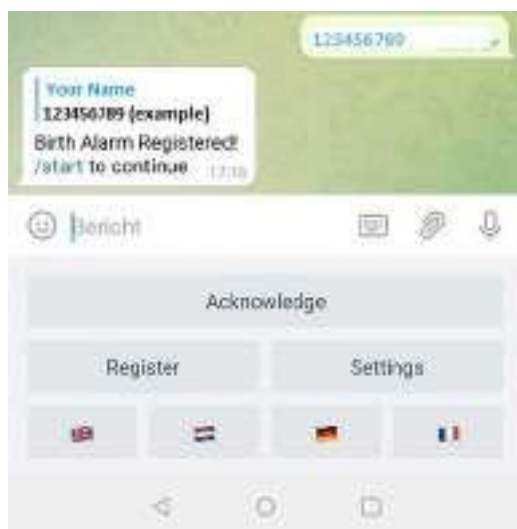 123456789
Your Name
123456789 (example)
Birth Alarm Registered!
/start to continue 17:16
Bericht
Acknowledge
Register
Settings